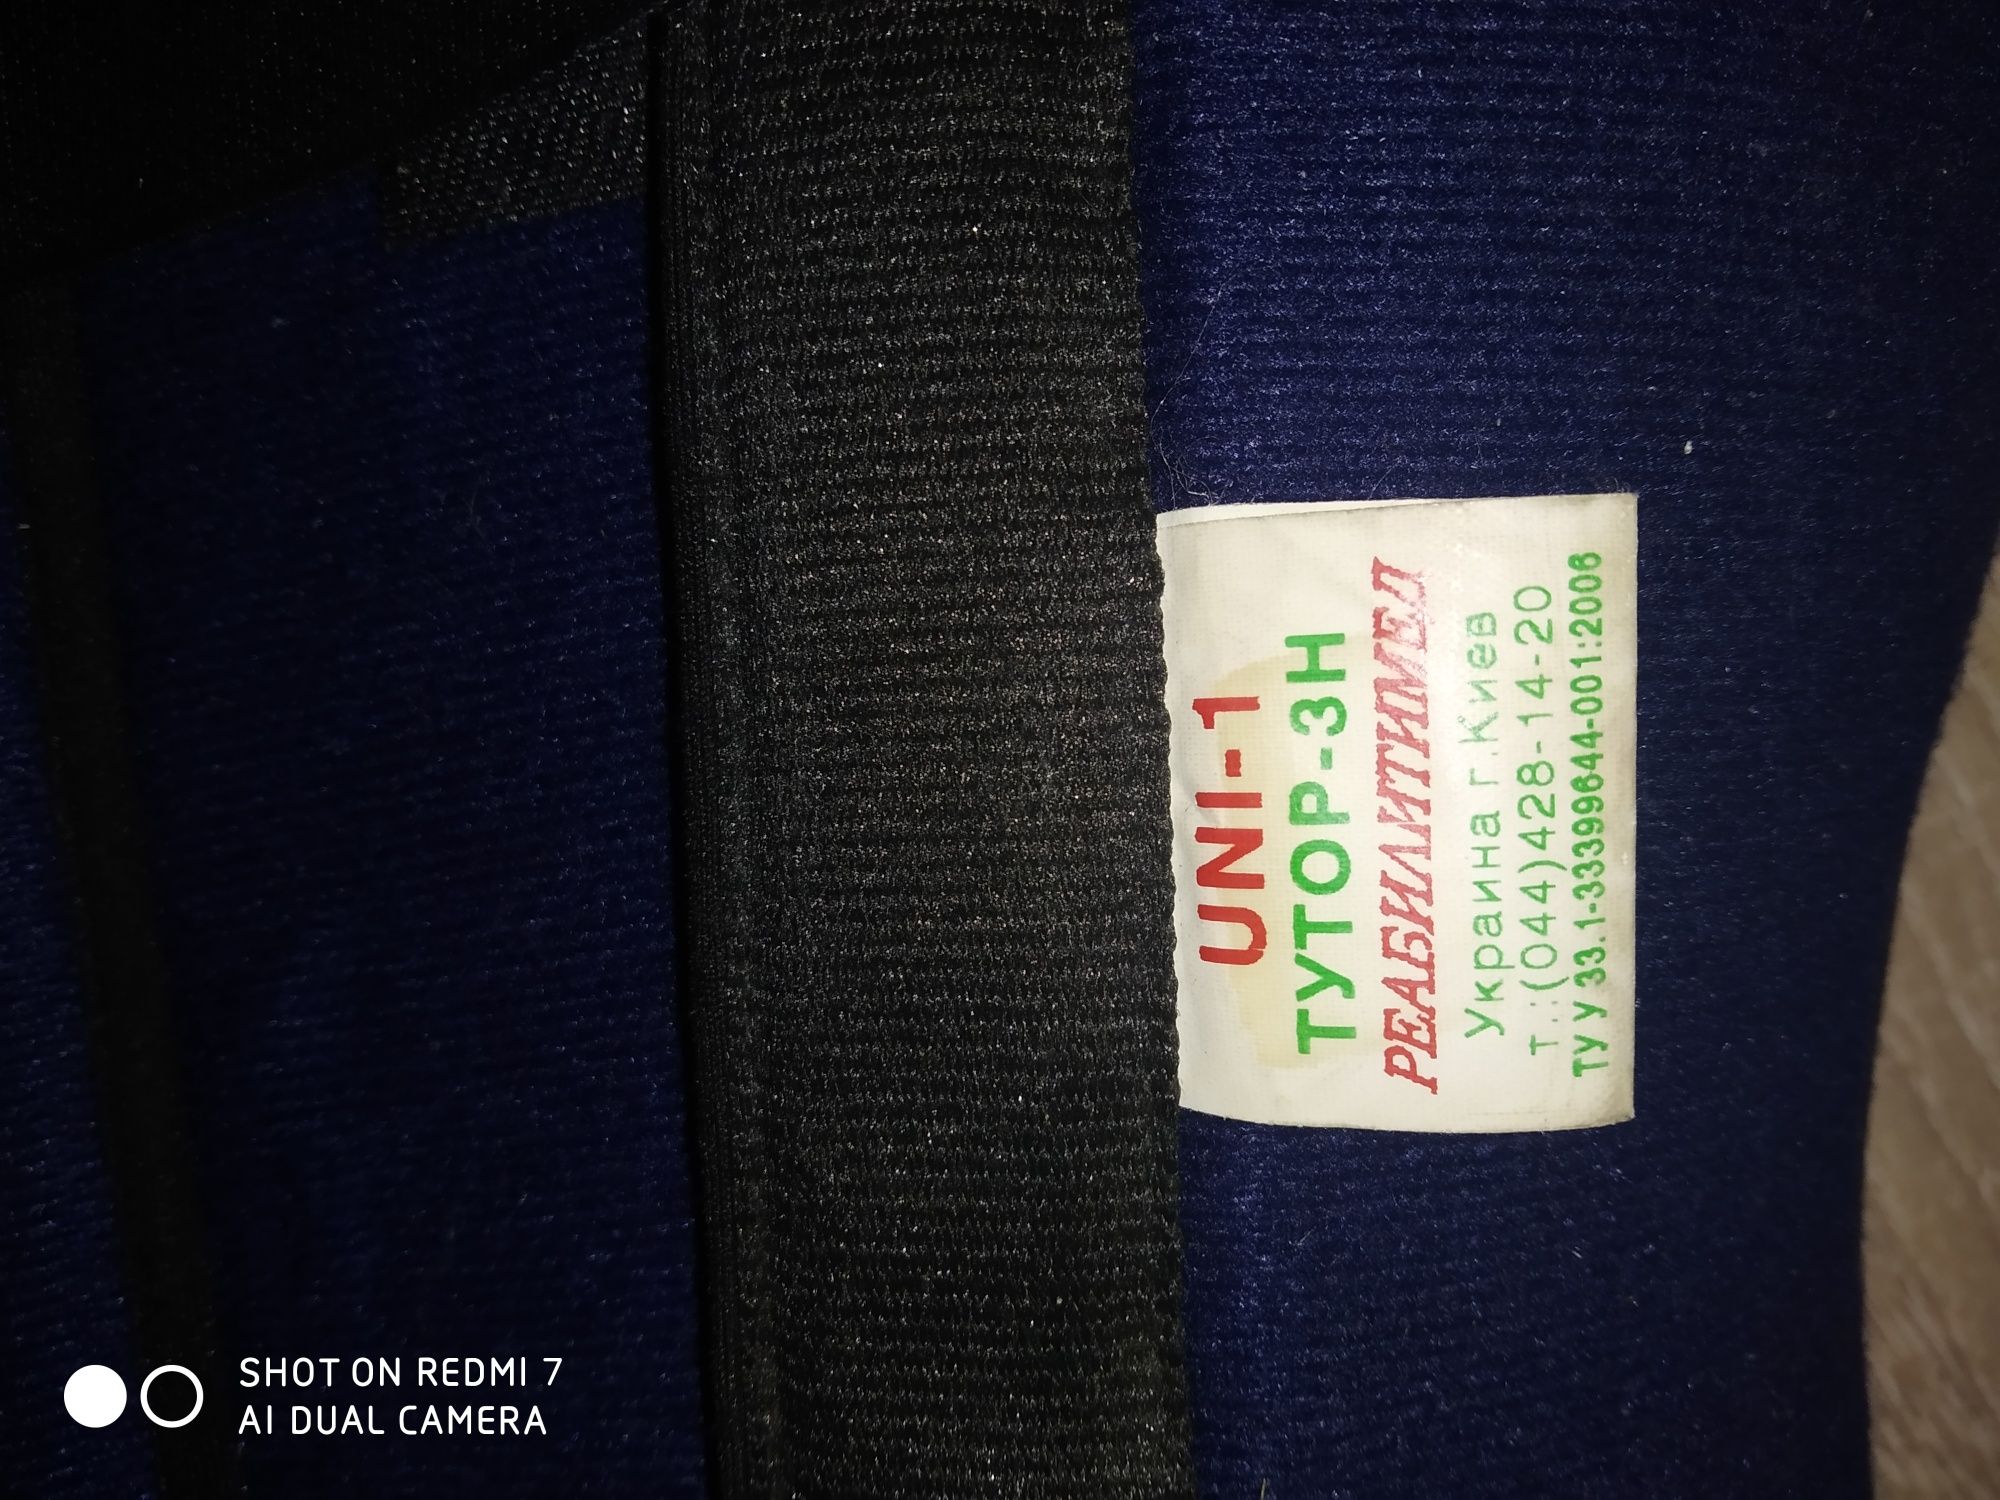 UNI-1
ТУТОР-3Н
РЕАБИЛИТИМЕД
Украина г.Киев
т.:(044)428-14-20
ТУ У 33.1-33399644-001:2006
SHOT ON REDMI 7
AI DUAL CAMERA